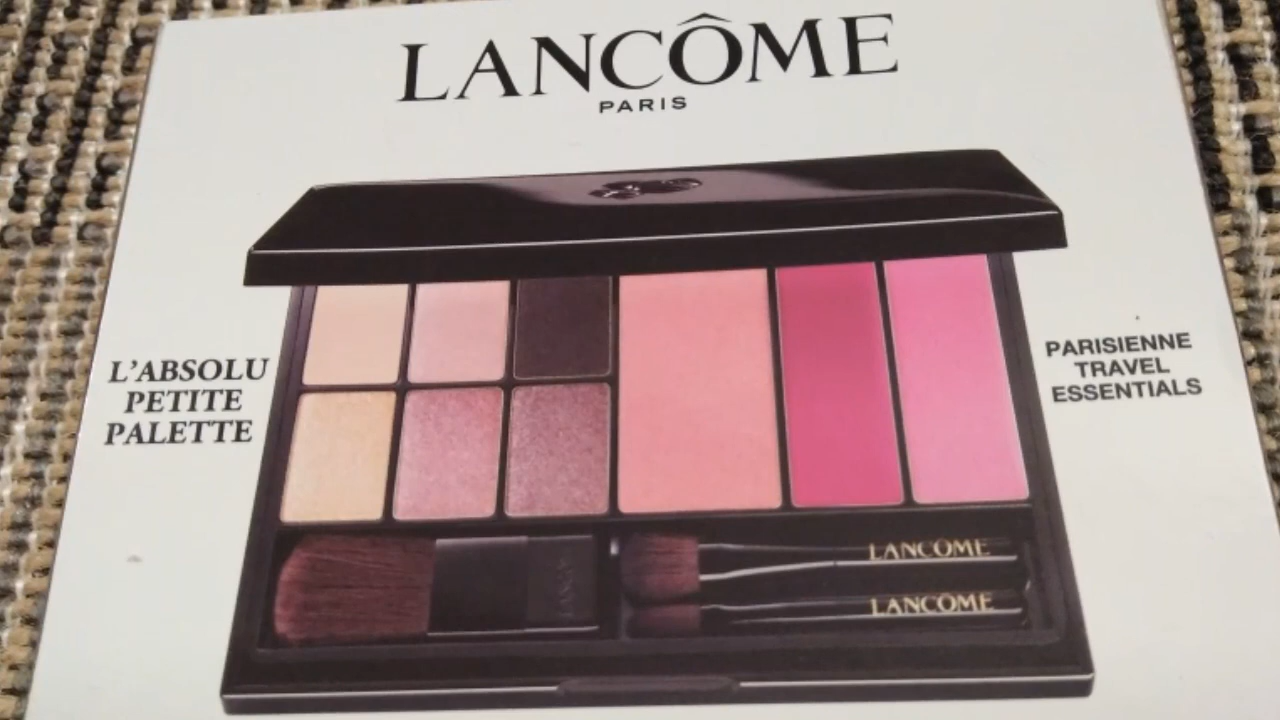 LANCÔME
PARIS
L'ABSOLU
PETITE
PALETTE
PARISIENNE
TRAVEL
ESSENTIALS
LANCOME
LANCOME